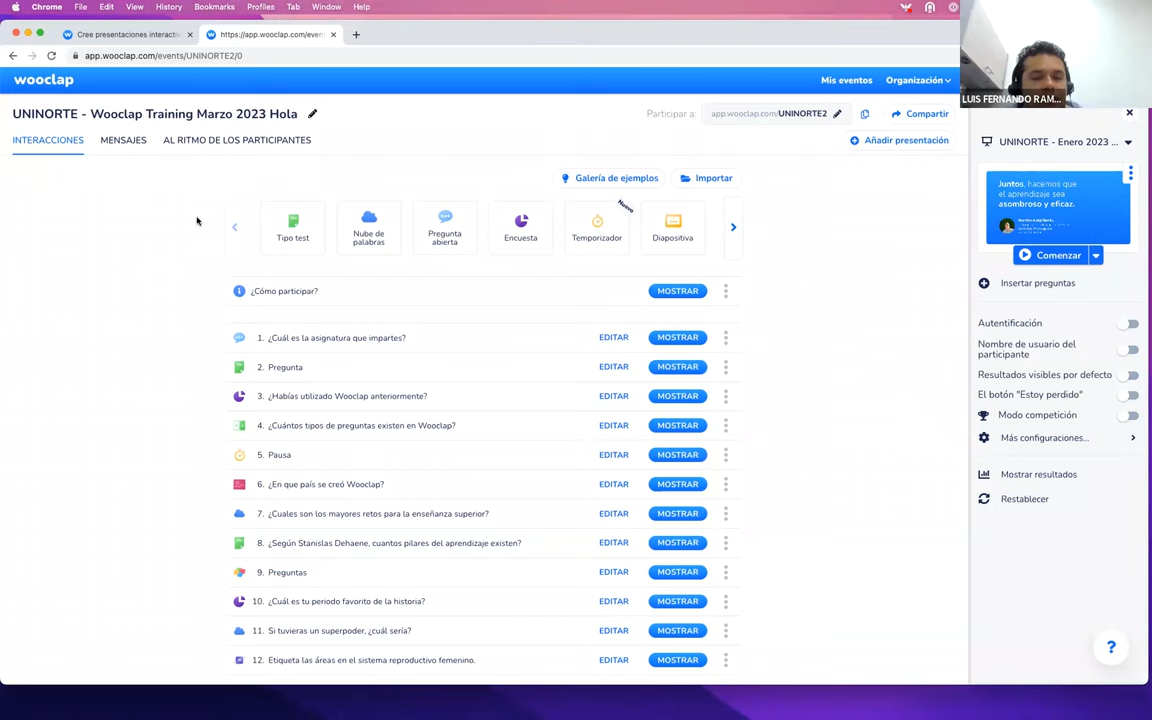 Chrome File Edit View History Bookmarks Profiles Tab Window Help
Cree presentaciones interacti
https://app.wooclap.com/even
app.wooclap.com/events/UNINORTE2/0
wooclap
Mis eventos
Organización
LUIS FERNANDO RAM...
UNINORTE - Wooclap Training Marzo 2023 Hola
Participar a:
app.wooclap.com/UNINORTE2
Compartir
INTERACCIONES
MENSAJES
AL RITMO DE LOS PARTICIPANTES
Añadir presentación
Galería de ejemplos
Importar
Tipo test
Nube de
palabras
Pregunta
abierta
Encuesta
Nuevo
Temporizador
Diapositiva
¿Cómo participar? MOSTRAR
1. ¿Cuál es la asignatura que impartes? EDITAR MOSTRAR
2. Pregunta EDITAR MOSTRAR
3. ¿Habías utilizado Wooclap anteriormente? EDITAR MOSTRAR
4. ¿Cuántos tipos de preguntas existen en Wooclap? EDITAR MOSTRAR
5. Pausa EDITAR MOSTRAR
6. ¿En que país se creó Wooclap? EDITAR MOSTRAR
7. ¿Cuales son los mayores retos para la enseñanza superior? EDITAR MOSTRAR
8. ¿Según Stanislas Dehaene, cuantos pilares del aprendizaje existen? EDITAR MOSTRAR
9. Preguntas EDITAR MOSTRAR
10. ¿Cuál es tu periodo favorito de la historia? EDITAR MOSTRAR
11. Si tuvieras un superpoder, ¿cuál sería? EDITAR MOSTRAR
12. Etiqueta las áreas en el sistema reproductivo femenino. EDITAR MOSTRAR
UNINORTE - Enero 2023 ...
Juntos, hacemos que
el aprendizaje sea
asombroso y eficaz.
Comenzar
Insertar preguntas
Autentificación
Nombre de usuario del
participante
Resultados visibles por defecto
El botón "Estoy perdido"
Modo competición
Más configuraciones...
Mostrar resultados
Restablecer
?